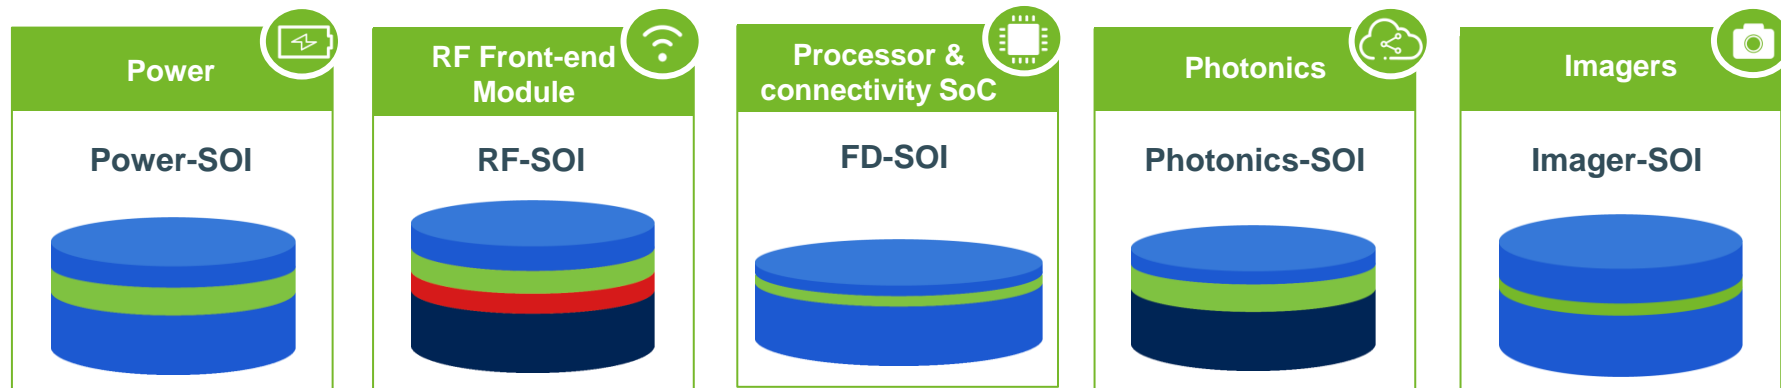 Power
Power-SOI
RF Front-end
Module
RF-SOI
Processor &
connectivity SoC
FD-SOI
Photonics
Photonics-SOI
Imagers
Imager-SOI